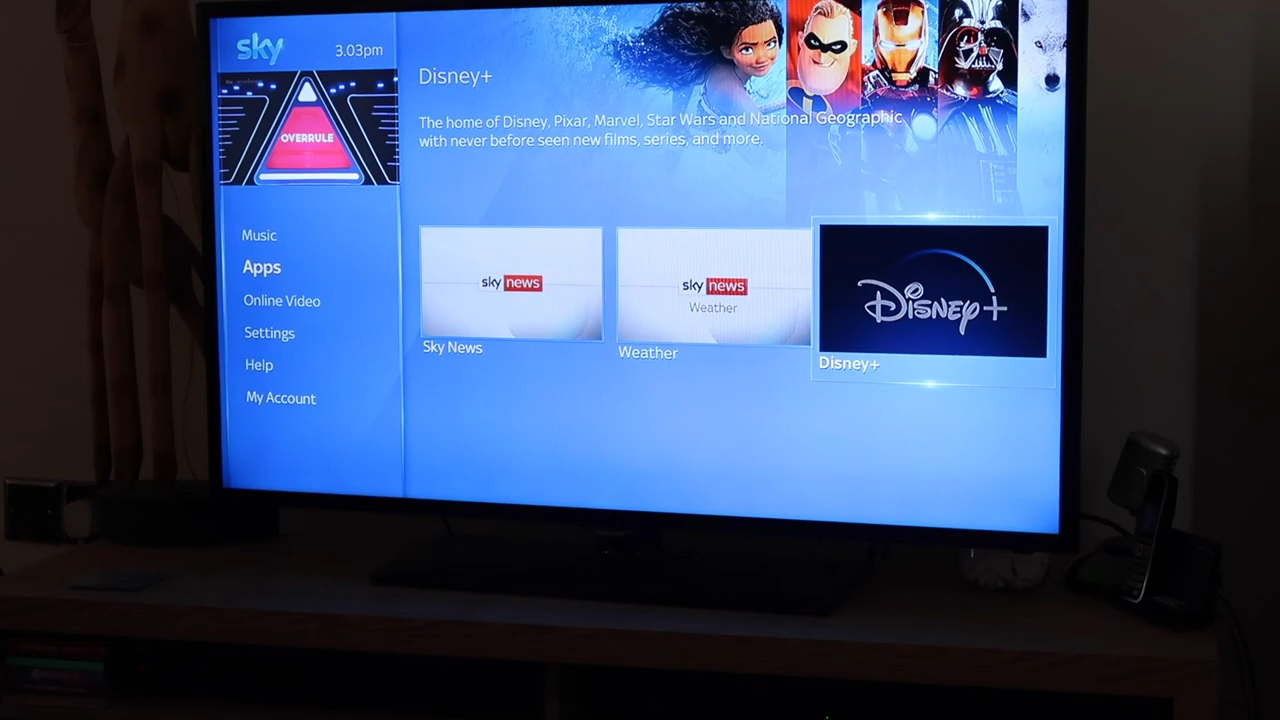 sky
3.03pm
OVERRULE
Disney+
The home of Disney, Pixar, Marvel, Star Wars and National Geographic
with never before seen new films, series, and more.
Music
Apps
Online Video
Settings
Help
My Account
sky news
Sky News
sky news
Weather
Weather
Disney+
Disney+